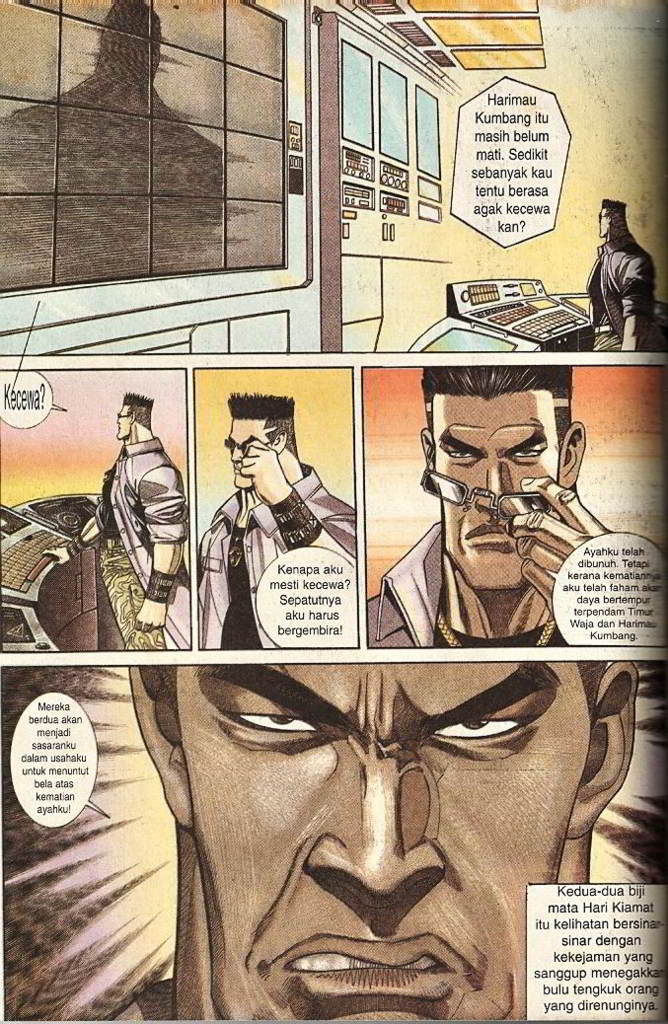 Harimau
Kumbang itu
masih belum
mati. Sedikit
sebanyak kau
tentu berasa
agak kecewa
kan?
Kecewa?
Kenapa aku
mesti kecewa?
Sepatutnya
aku harus
bergembira!
Ayahku telah
dibunuh. Tetapi
kerana kematiannya
aku telah faham akan
daya bertempur
terpendam Timur
Waja dan Harimau
Kumbang.
Mereka
berdua akan
menjadi
sasaranku
dalam usahaku
untuk menuntut
bela atas
kematian
ayahku!
Kedua-dua biji
mata Hari Kiamat
itu kelihatan bersinar-
sinar dengan
kekejaman yang
sanggup menegakkan
bulu tengkuk orang
yang direnunginya.